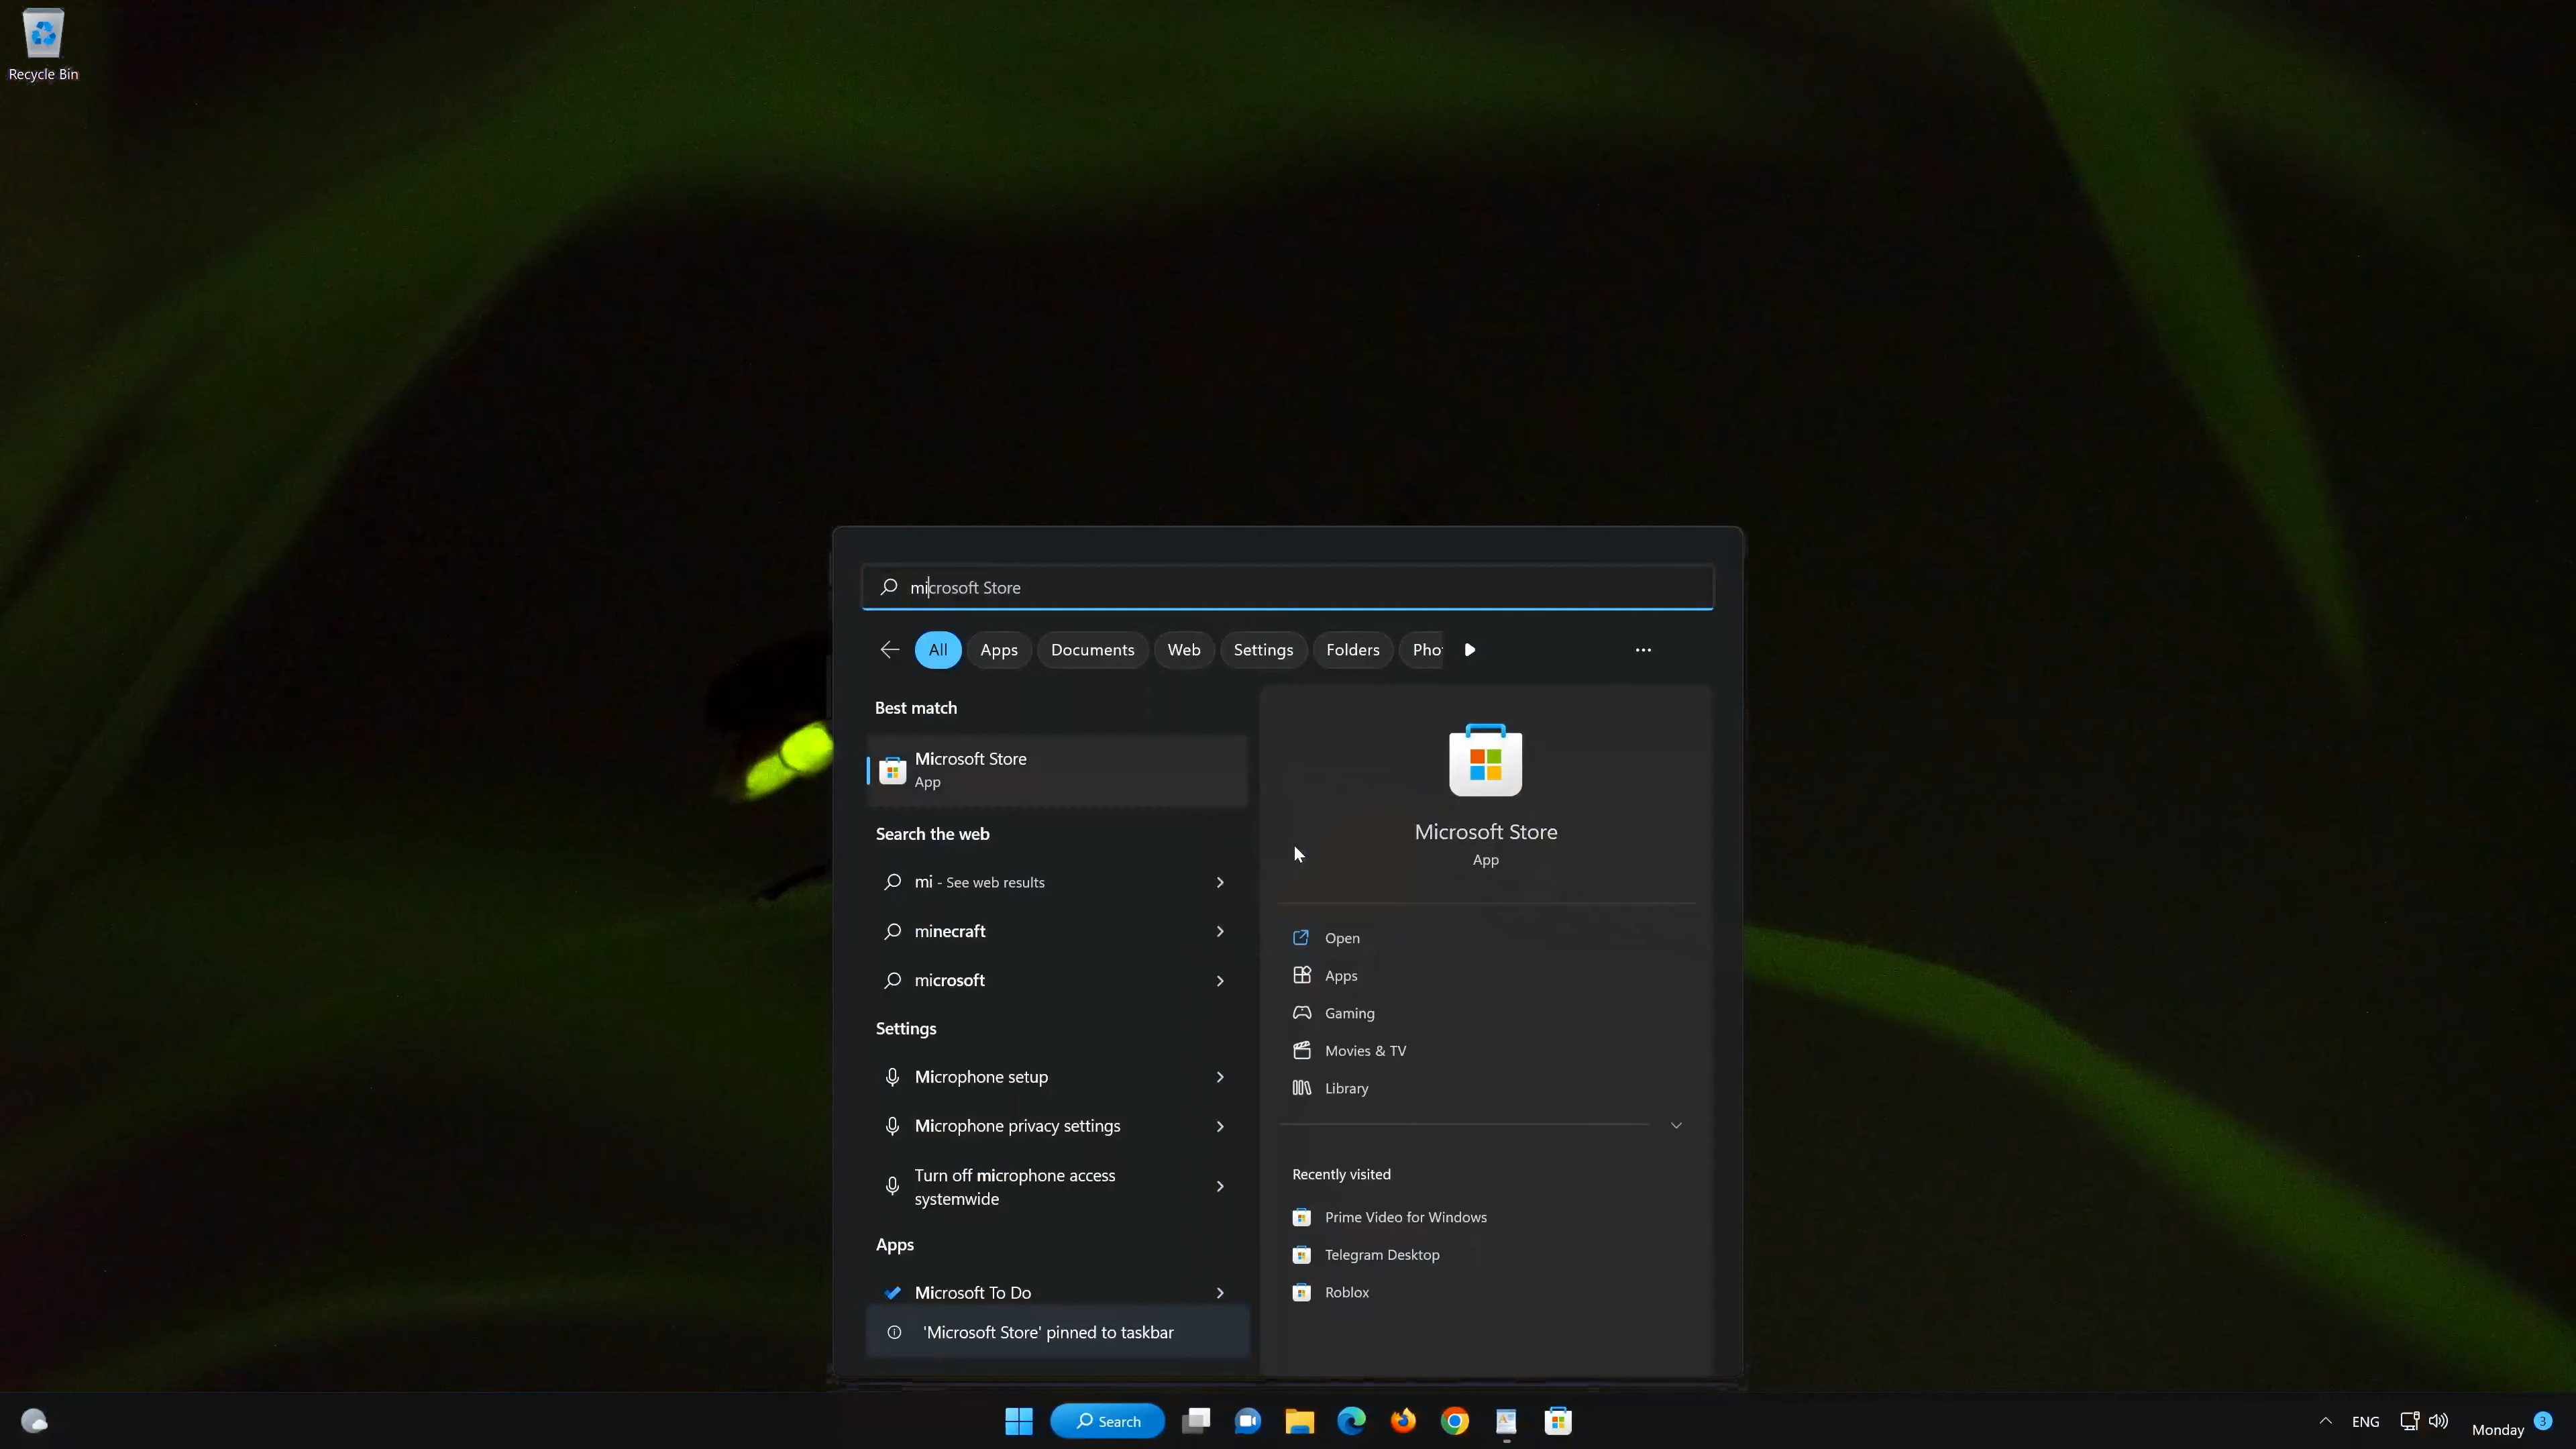 Recycle Bin
microsoft Store
All
Apps
Documents
Web
Settings
Folders
Pho
Best match
Microsoft Store
App
Search the web
mi - See web results
minecraft
microsoft
Settings
Microphone setup
Microphone privacy settings
Turn off microphone access
systemwide
Apps
Microsoft To Do
'Microsoft Store' pinned to taskbar
Microsoft Store
App
Open
Apps
Gaming
Movies & TV
Library
Recently visited
Prime Video for Windows
Telegram Desktop
Roblox
Search
ENG
Monday
3